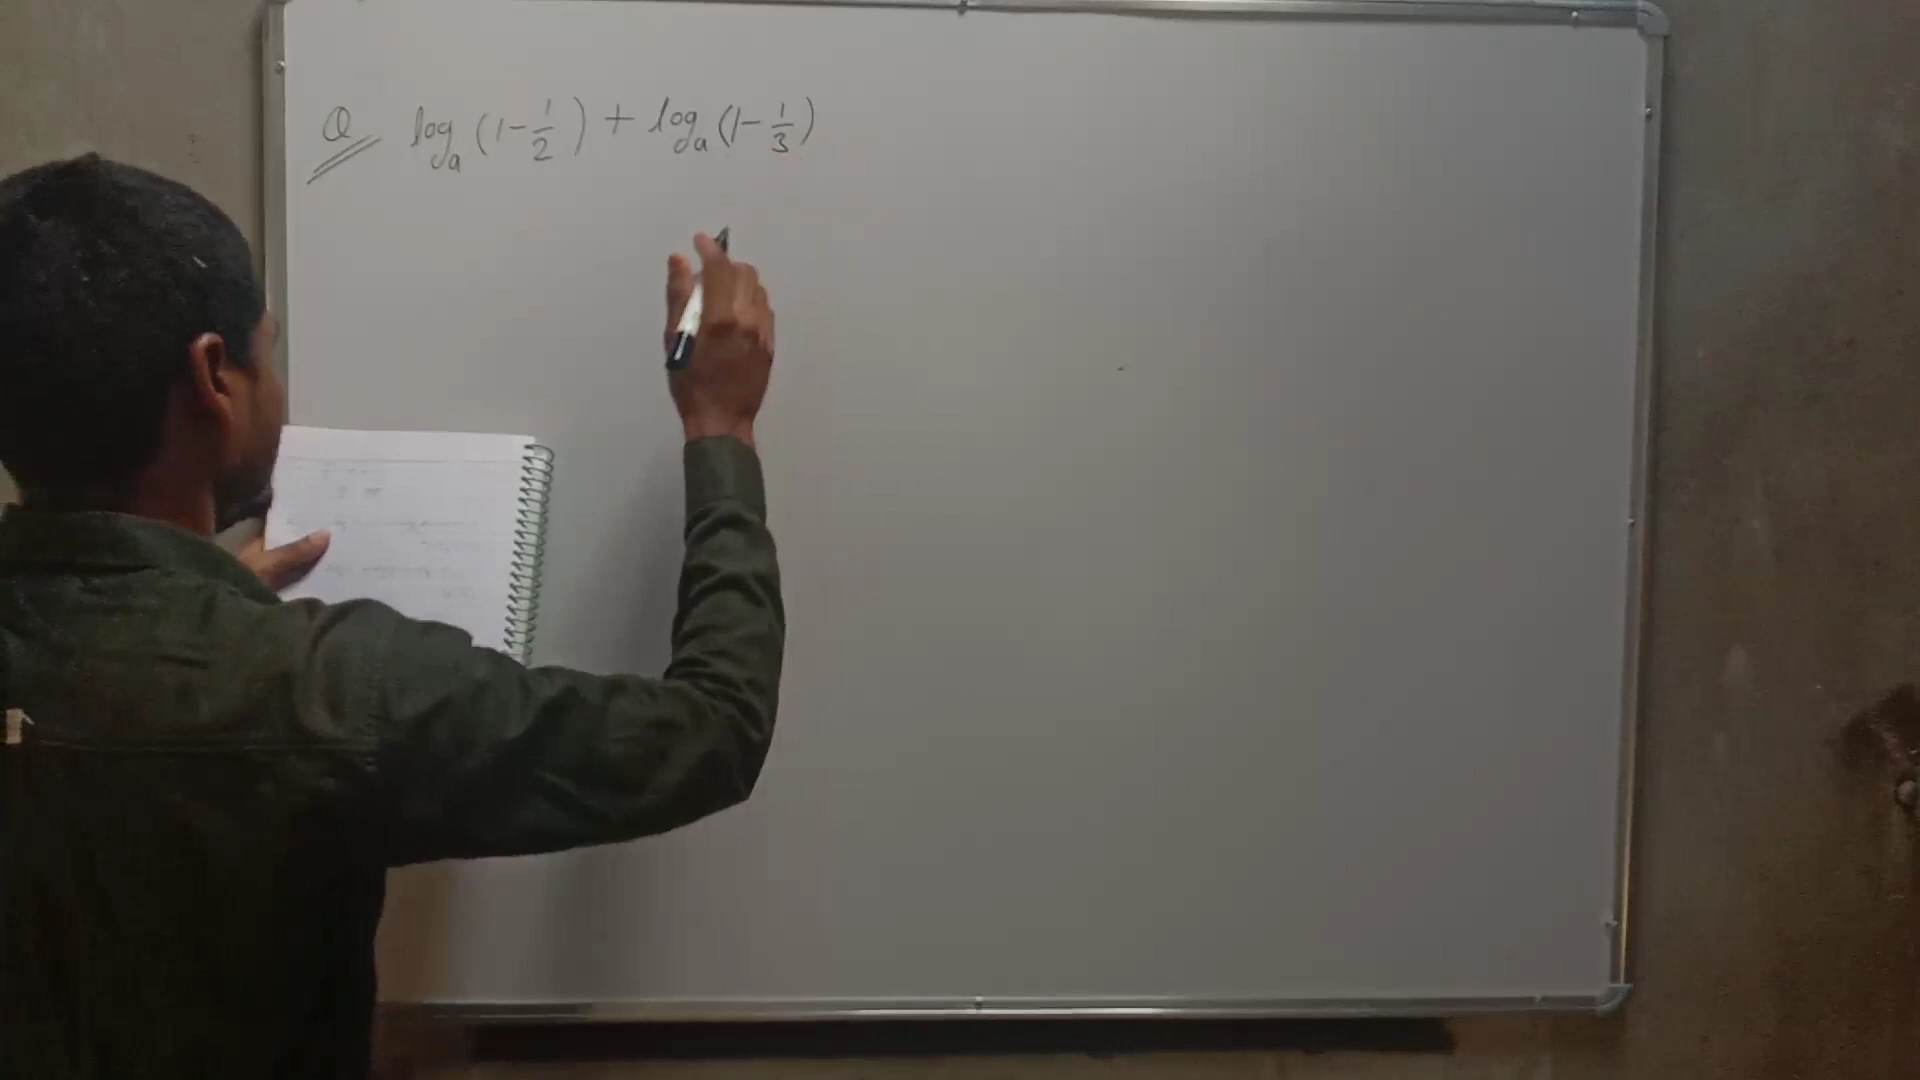 Q log_a (1 - 1/2) + log_a (1 - 1/3)